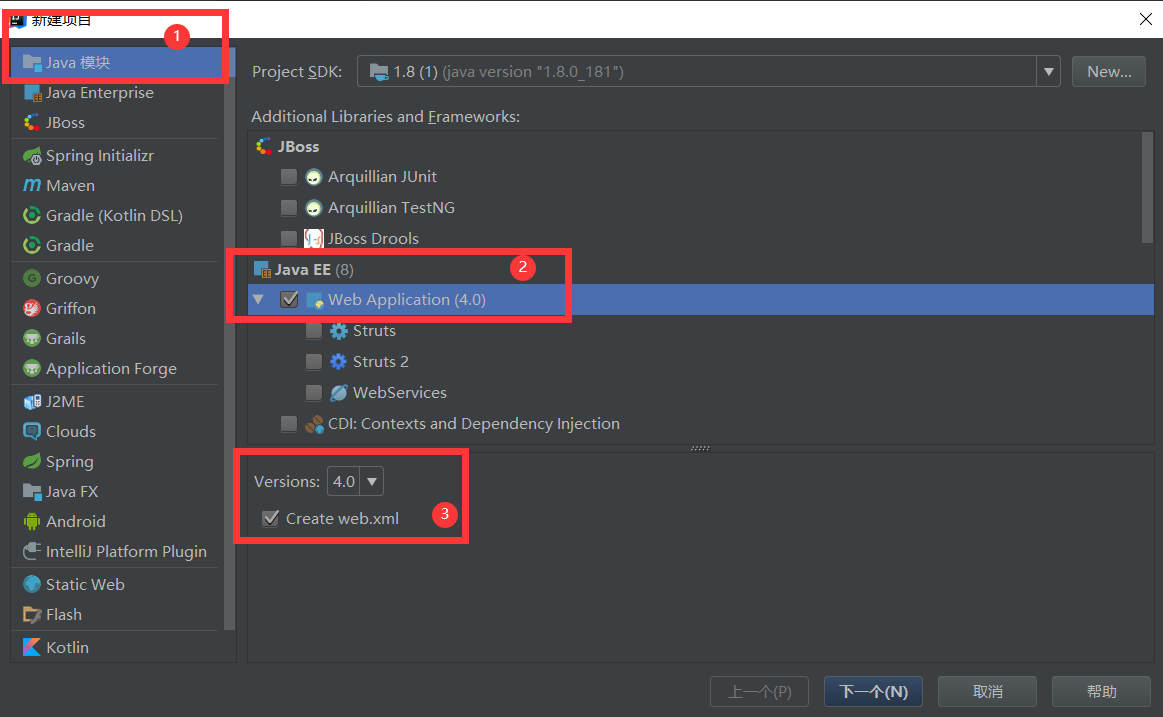 新建项目
1
Java 模块
Java Enterprise
JBoss
Spring Initializr
Maven
Gradle (Kotlin DSL)
Gradle
Groovy
Griffon
Grails
Application Forge
J2ME
Clouds
Spring
Java FX
Android
IntelliJ Platform Plugin
Static Web
Flash
Kotlin
Project SDK:
1.8 (1) (java version "1.8.0_181")
New...
Additional Libraries and Frameworks:
JBoss
Arquillian JUnit
Arquillian TestNG
JBoss Drools
Java EE (8)
2
Web Application (4.0)
Struts
Struts 2
WebServices
CDI: Contexts and Dependency Injection
Versions: 4.0
Create web.xml
3
上一个(P)
下一个(N)
取消
帮助